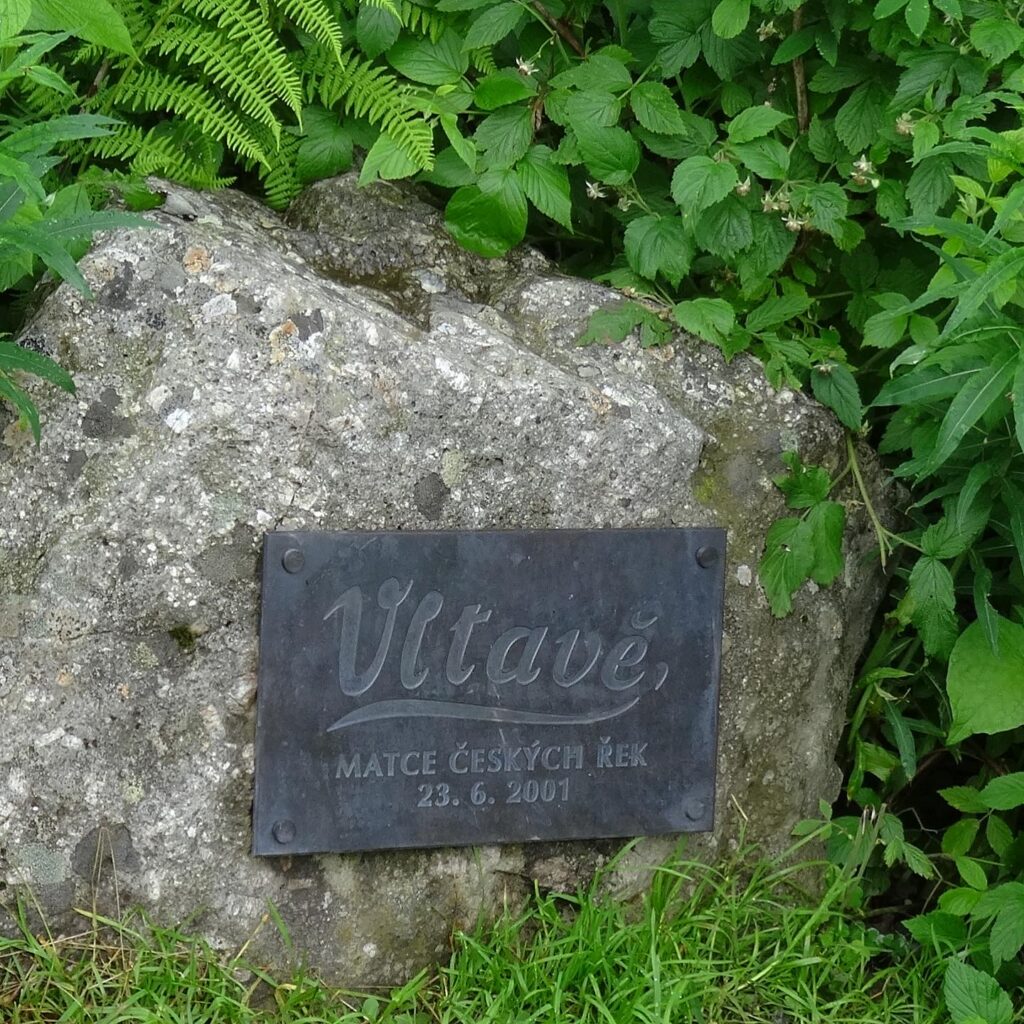 Vltavě,
MATCE ČESKÝCH ŘEK
23. 6. 2001